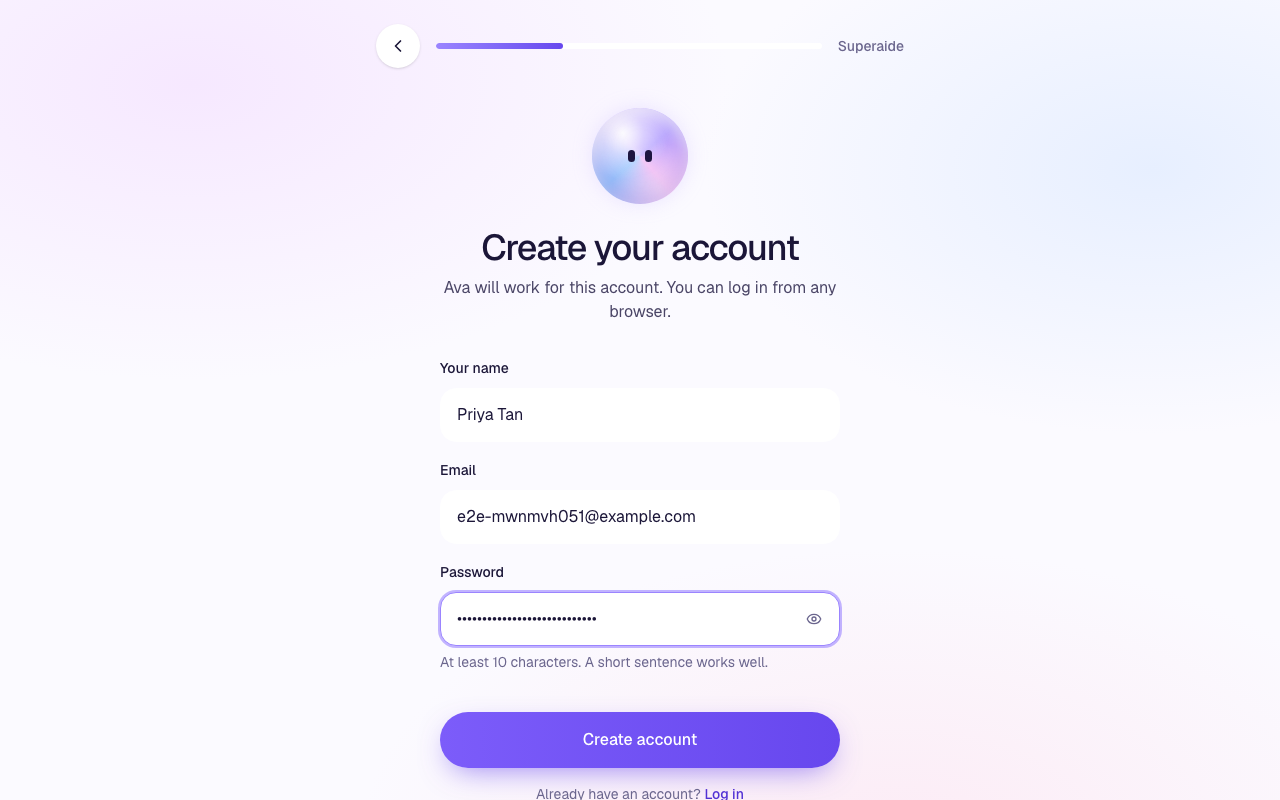 Superaide
Create your account
Ava will work for this account. You can log in from any
browser.
Your name
Priya Tan
Email
e2e-mwnmvh051@example.com
Password
••••••••••••••••••••••••••••
At least 10 characters. A short sentence works well.
Create account
Already have an account? Log in